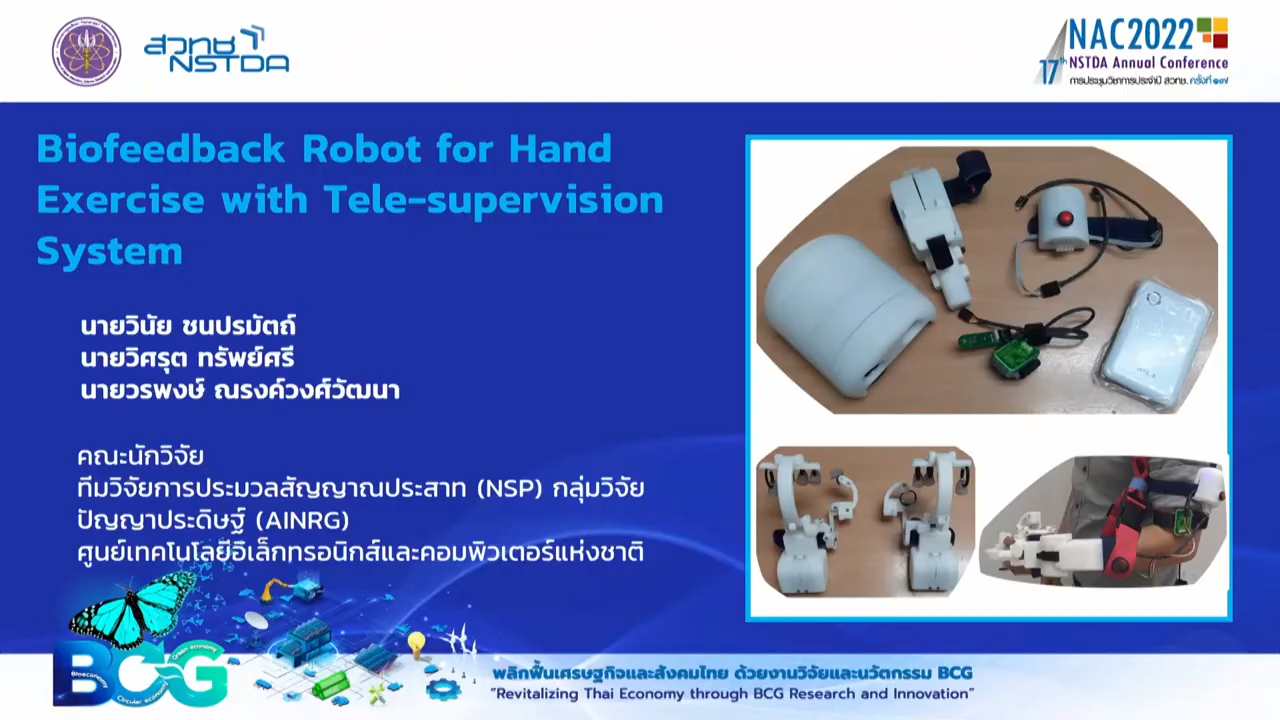 สวทช
NSTDA
NAC2022
17th NSTDA Annual Conference
การประชุมวิชาการประจำปี สวทช. ครั้งที่ ๑๗
Biofeedback Robot for Hand
Exercise with Tele-supervision
System
นายวินัย ชนปรมัตถ์
นายวิศรุต ทรัพย์ศรี
นายวรพงษ์ ณรงค์วงศ์วัฒนา
คณะนักวิจัย
ทีมวิจัยการประมวลสัญญาณประสาท (NSP) กลุ่มวิจัย
ปัญญาประดิษฐ์ (AINRG)
ศูนย์เทคโนโลยีอิเล็กทรอนิกส์และคอมพิวเตอร์แห่งชาติ
BCG
Bioeconomy
Circular economy
Green economy
พลิกฟื้นเศรษฐกิจและสังคมไทย ด้วยงานวิจัยและนวัตกรรม BCG
"Revitalizing Thai Economy through BCG Research and Innovation"